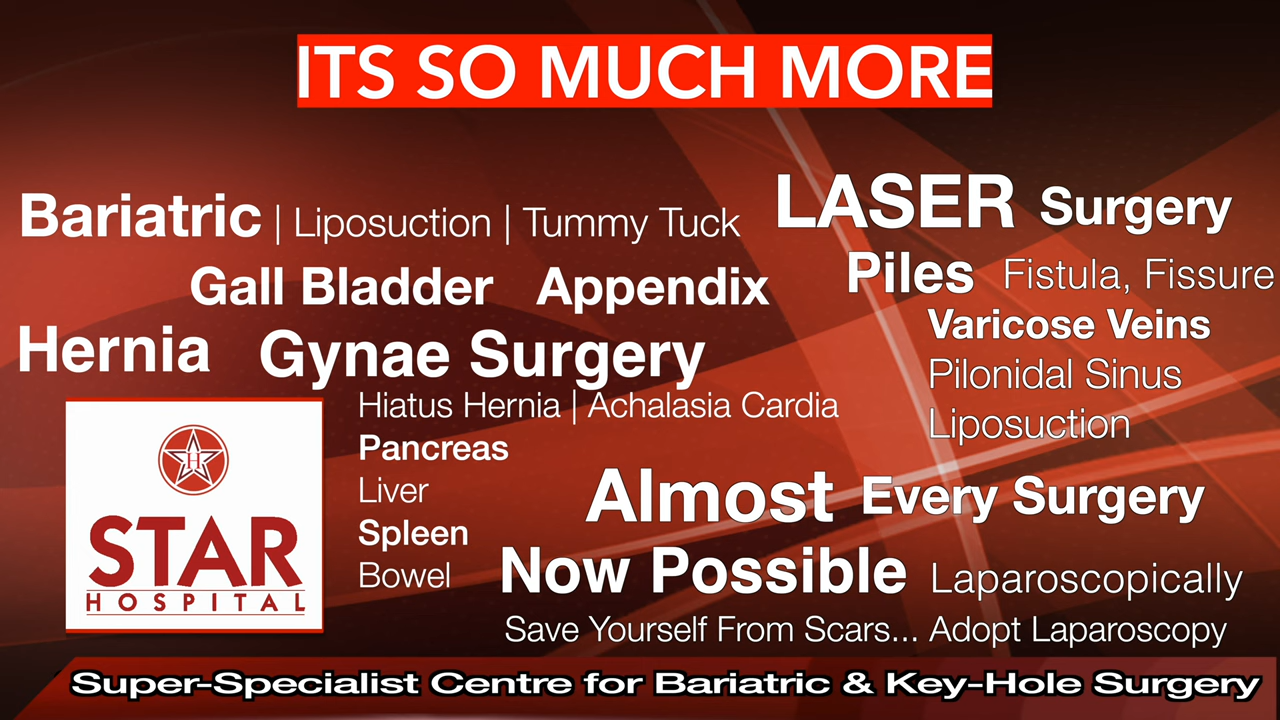 ITS SO MUCH MORE
Bariatric | Liposuction | Tummy Tuck
Gall Bladder Appendix
Hernia Gynae Surgery
Hiatus Hernia | Achalasia Cardia
Pancreas
Liver
Spleen
Bowel
LASER Surgery
Piles Fistula, Fissure
Varicose Veins
Pilonidal Sinus
Liposuction
Almost Every Surgery
Now Possible Laparoscopically
Save Yourself From Scars... Adopt Laparoscopy
H
STAR
HOSPITAL
Super-Specialist Centre for Bariatric & Key-Hole Surgery